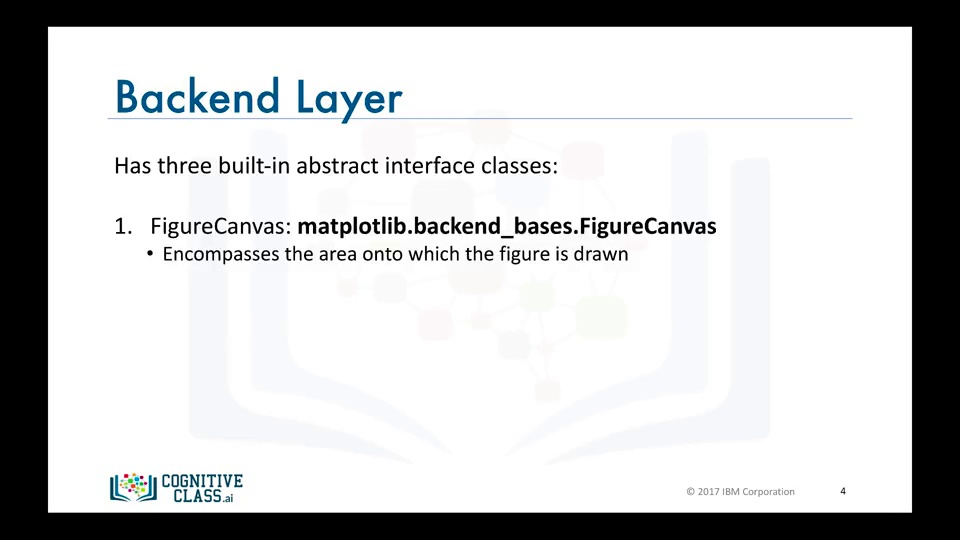 Backend Layer
Has three built-in abstract interface classes:
1. FigureCanvas: matplotlib.backend_bases.FigureCanvas
• Encompasses the area onto which the figure is drawn
COGNITIVE
CLASS.ai
© 2017 IBM Corporation
4